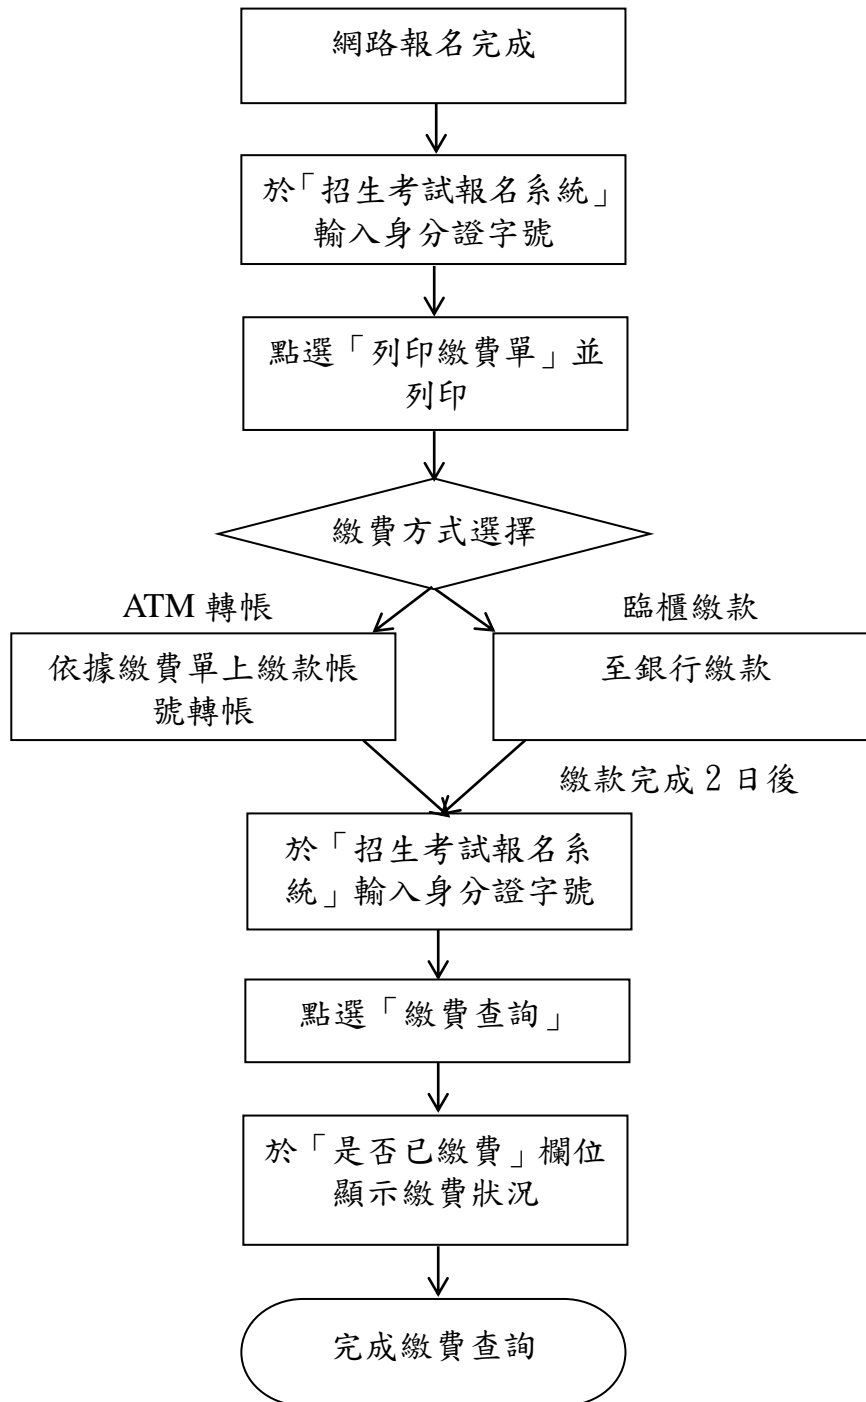 網路報名完成
於「招生考試報名系統」
輸入身分證字號
點選「列印繳費單」並
列印
繳費方式選擇
ATM 轉帳
臨櫃繳款
依據繳費單上繳款帳
號轉帳
至銀行繳款
繳款完成 2 日後
於「招生考試報名系
統」輸入身分證字號
點選「繳費查詢」
於「是否已繳費」欄位
顯示繳費狀況
完成繳費查詢